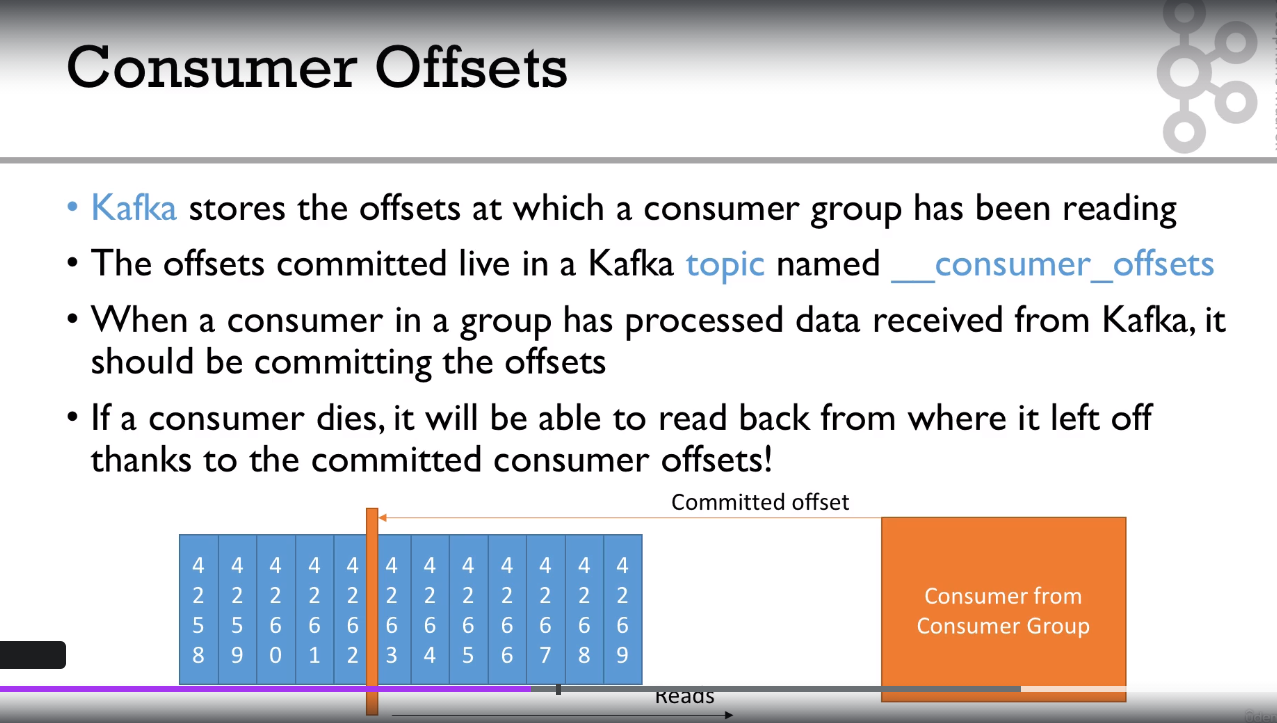 Consumer Offsets
• Kafka stores the offsets at which a consumer group has been reading
• The offsets committed live in a Kafka topic named __consumer_offsets
• When a consumer in a group has processed data received from Kafka, it
should be committing the offsets
• If a consumer dies, it will be able to read back from where it left off
thanks to the committed consumer offsets!
Committed offset
4258 4259 4260 4261 4262 4263 4264 4265 4266 4267 4268 4269
Consumer from
Consumer Group
Reads